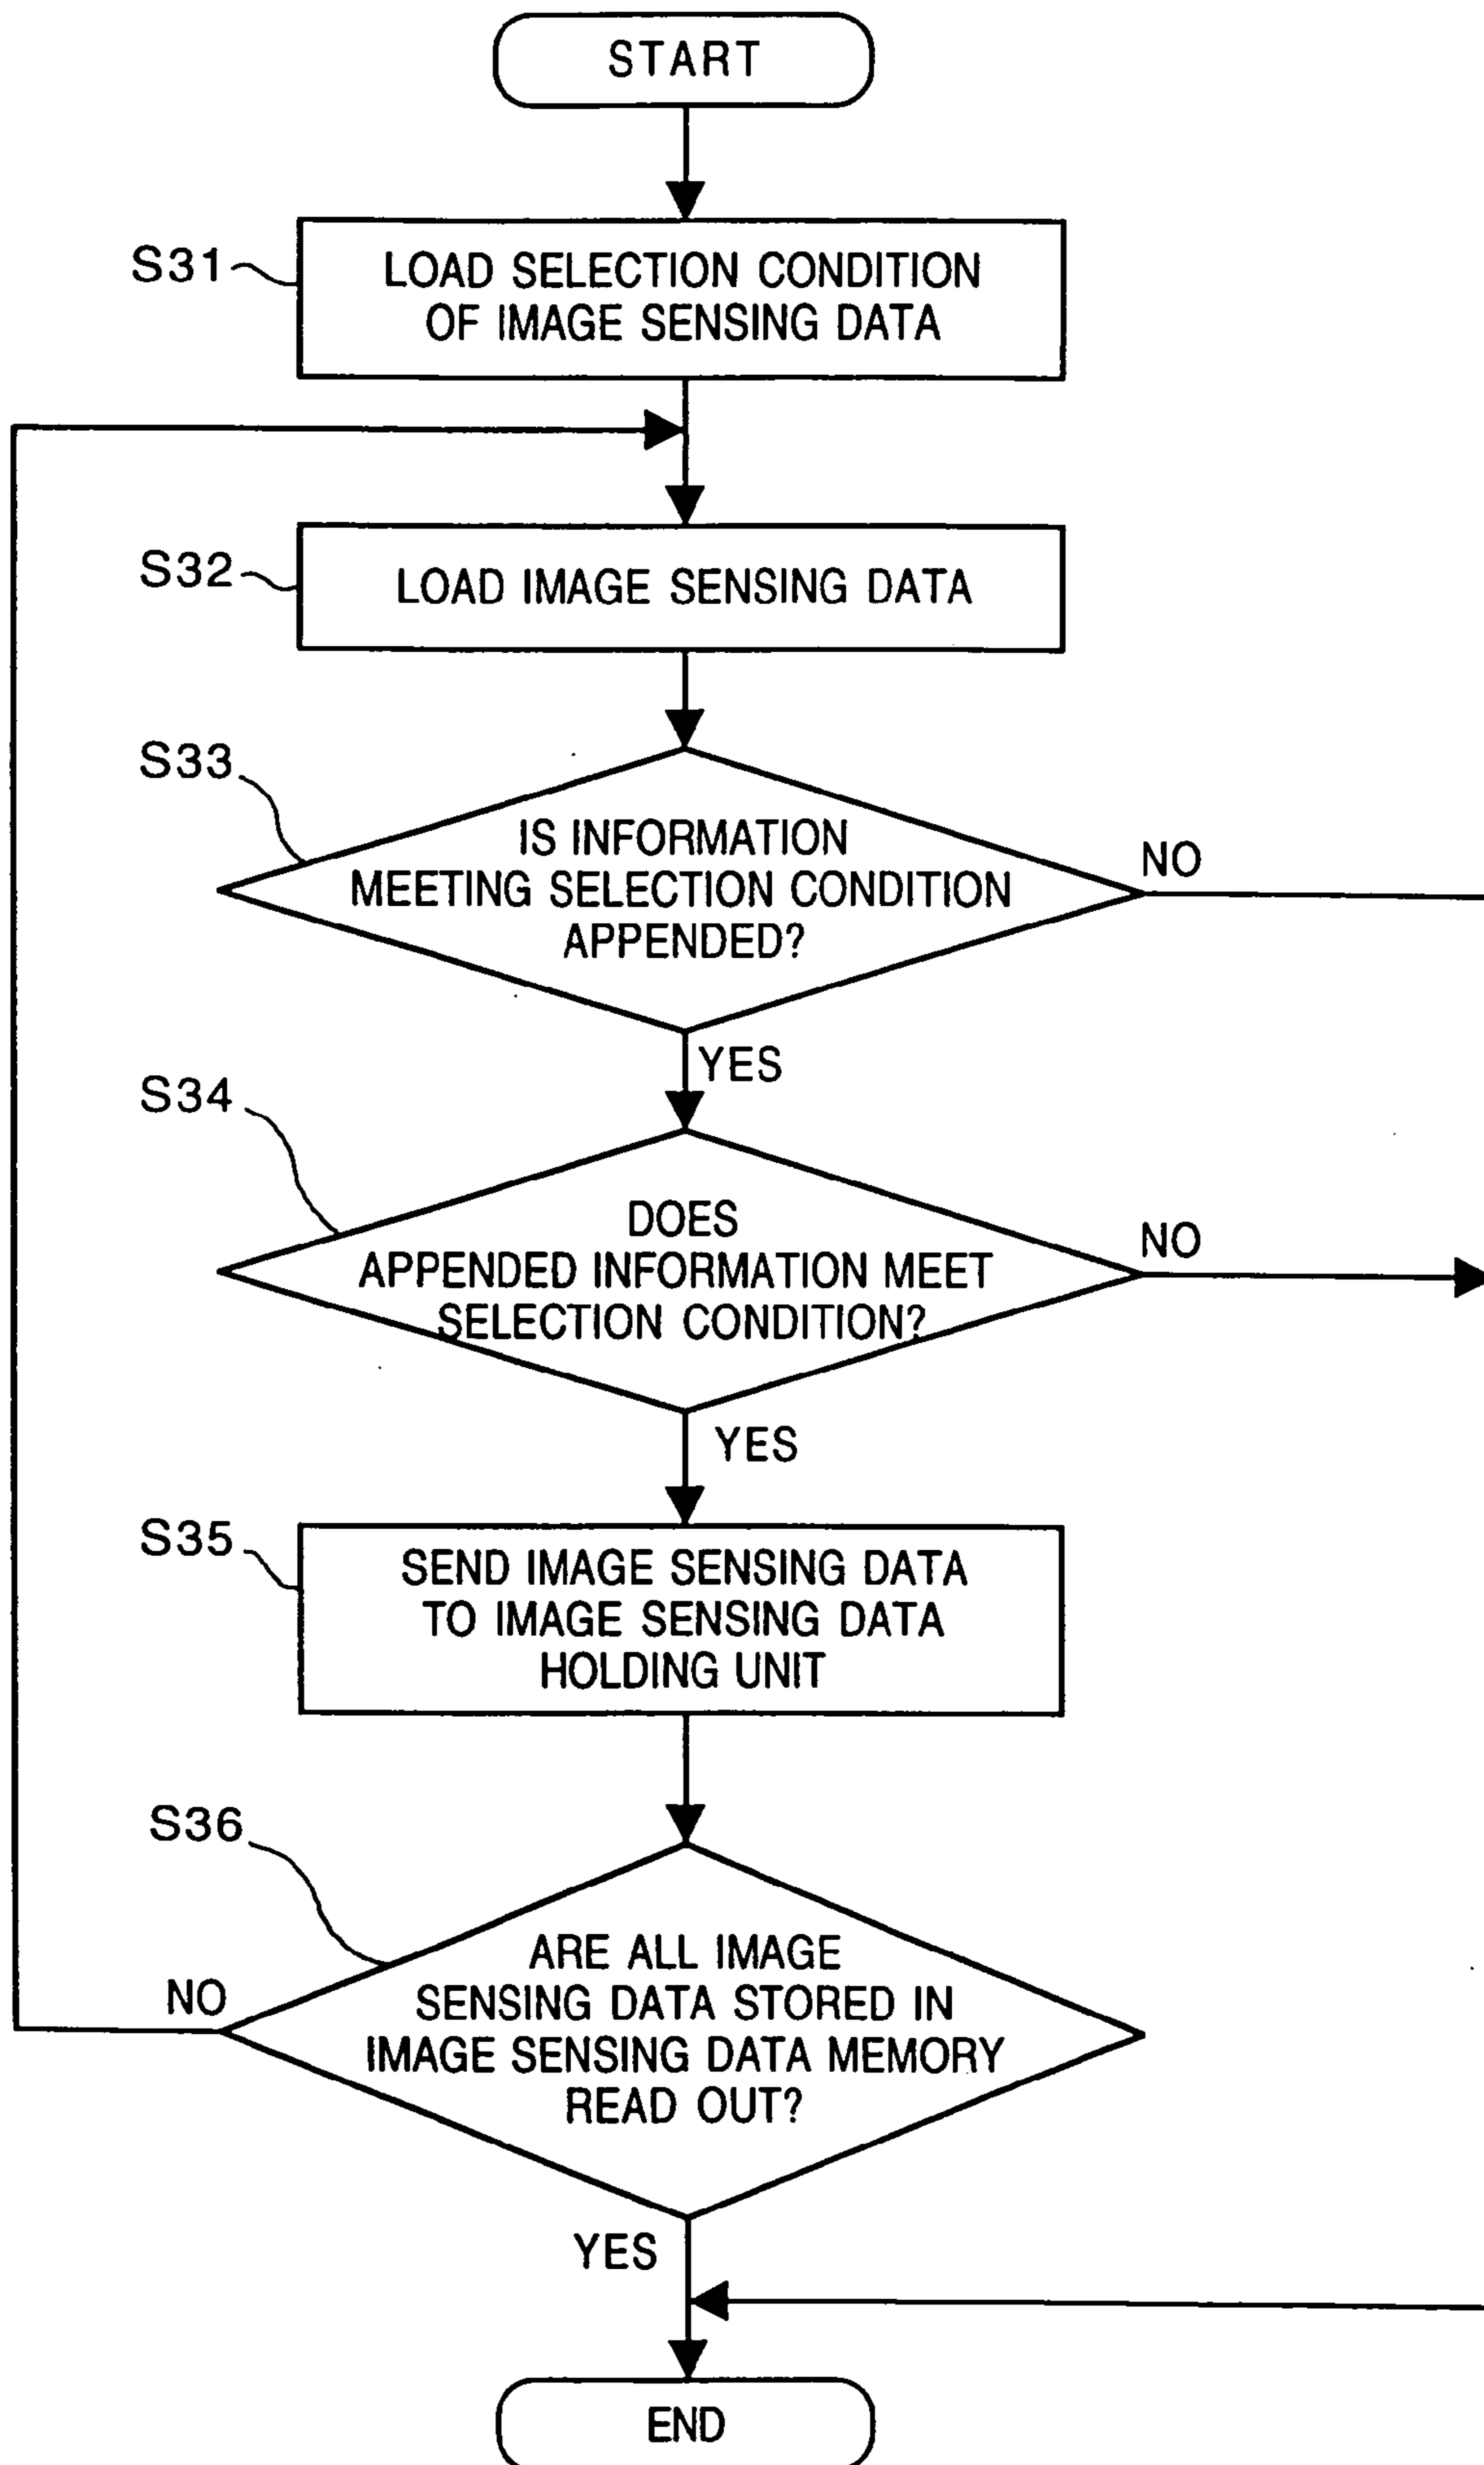 START
S31
LOAD SELECTION CONDITION
OF IMAGE SENSING DATA
S32
LOAD IMAGE SENSING DATA
S33
IS INFORMATION
MEETING SELECTION CONDITION
APPENDED?
NO
YES
S34
DOES
APPENDED INFORMATION MEET
SELECTION CONDITION?
NO
YES
S35
SEND IMAGE SENSING DATA
TO IMAGE SENSING DATA
HOLDING UNIT
S36
ARE ALL IMAGE
SENSING DATA STORED IN
IMAGE SENSING DATA MEMORY
READ OUT?
NO
YES
END